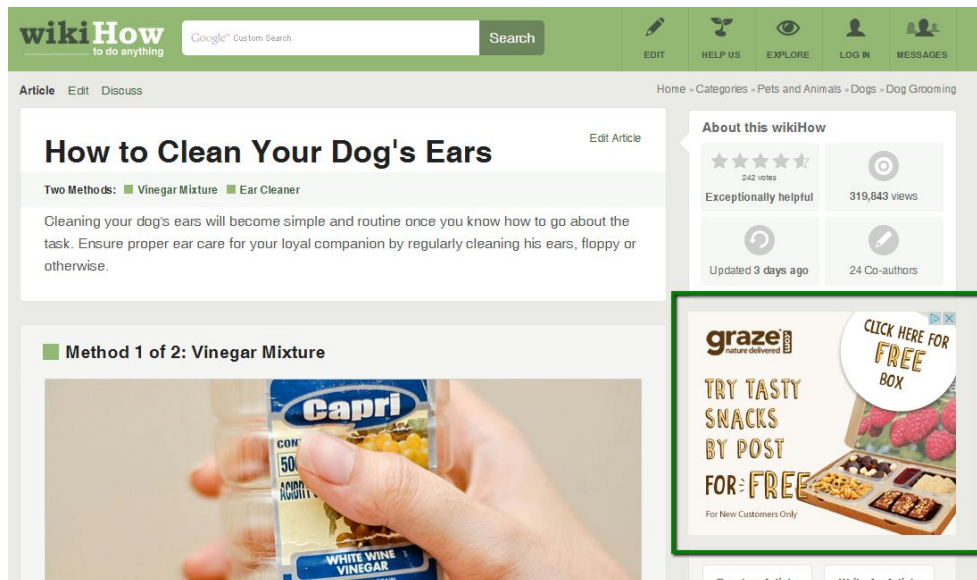 wikiHow
to do anything
Google™ Custom Search
Search
EDIT
HELP US
EXPLORE
LOG IN
MESSAGES
Article Edit Discuss
Home » Categories » Pets and Animals » Dogs » Dog Grooming
How to Clean Your Dog's Ears
Edit Article
Two Methods: Vinegar Mixture Ear Cleaner
Cleaning your dog's ears will become simple and routine once you know how to go about the
task. Ensure proper ear care for your loyal companion by regularly cleaning his ears, floppy or
otherwise.
About this wikiHow
242 votes
Exceptionally helpful
319,843 views
Updated 3 days ago
24 Co-authors
graze.com
nature delivered
CLICK HERE FOR
FREE
BOX
TRY TASTY
SNACKS
BY POST
FOR FREE
For New Customers Only
Method 1 of 2: Vinegar Mixture
Capri
WHITE WINE
VINEGAR